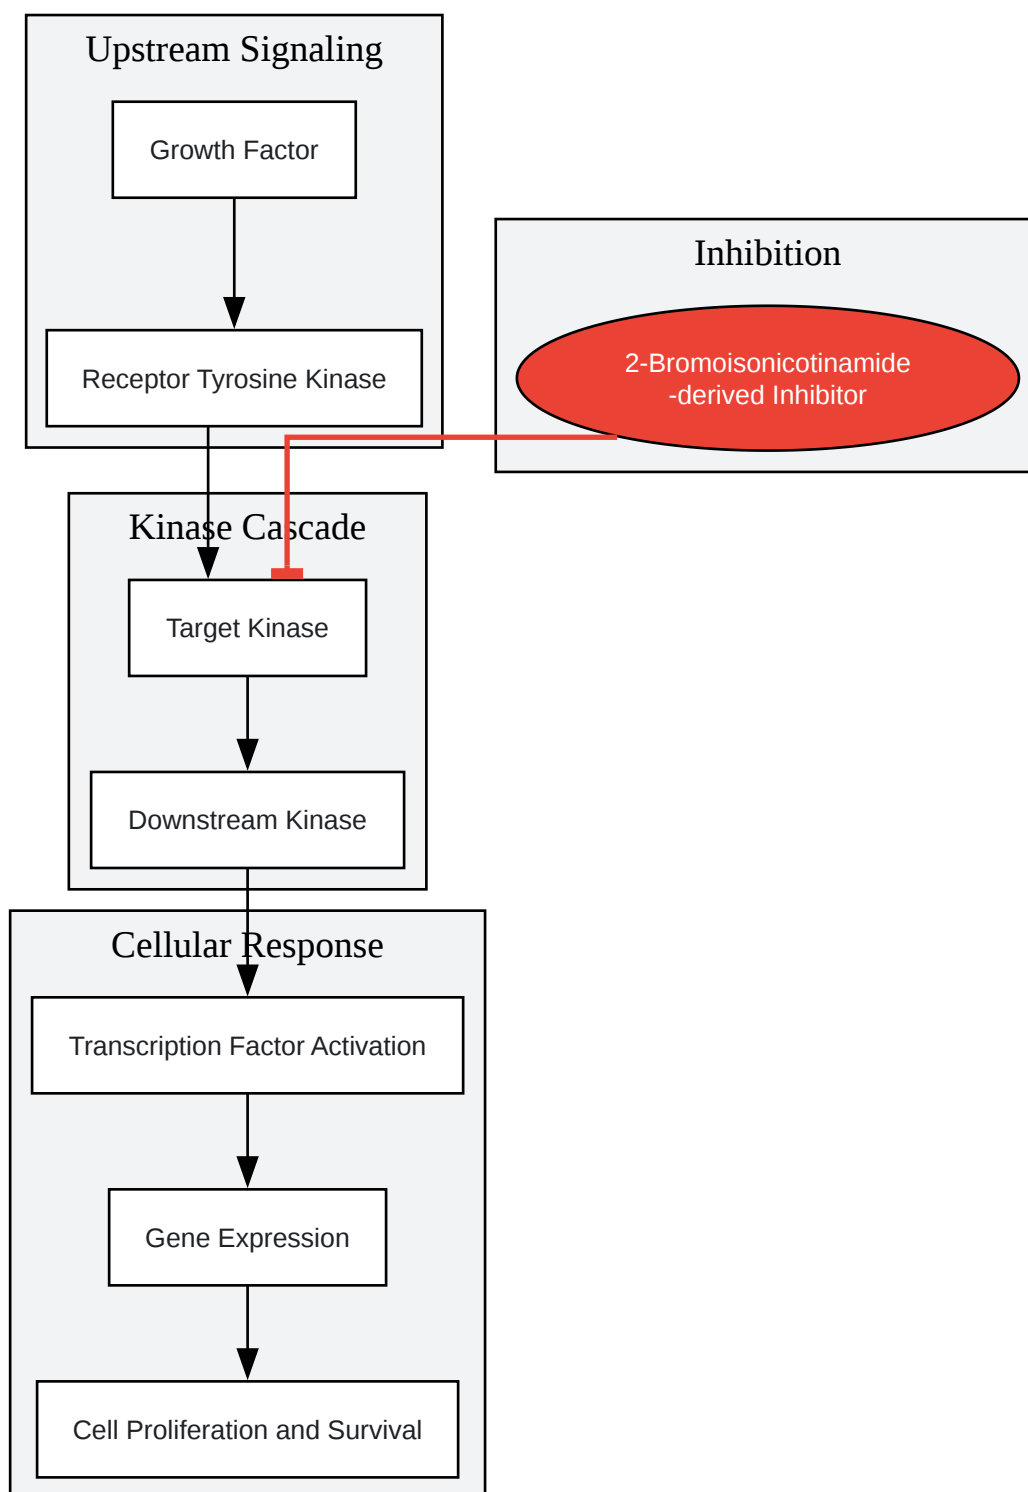 Upstream Signaling
Growth Factor
Receptor Tyrosine Kinase
Inhibition
2-Bromoisonicotinamide
-derived Inhibitor
Kinase Cascade
Target Kinase
Downstream Kinase
Cellular Response
Transcription Factor Activation
Gene Expression
Cell Proliferation and Survival